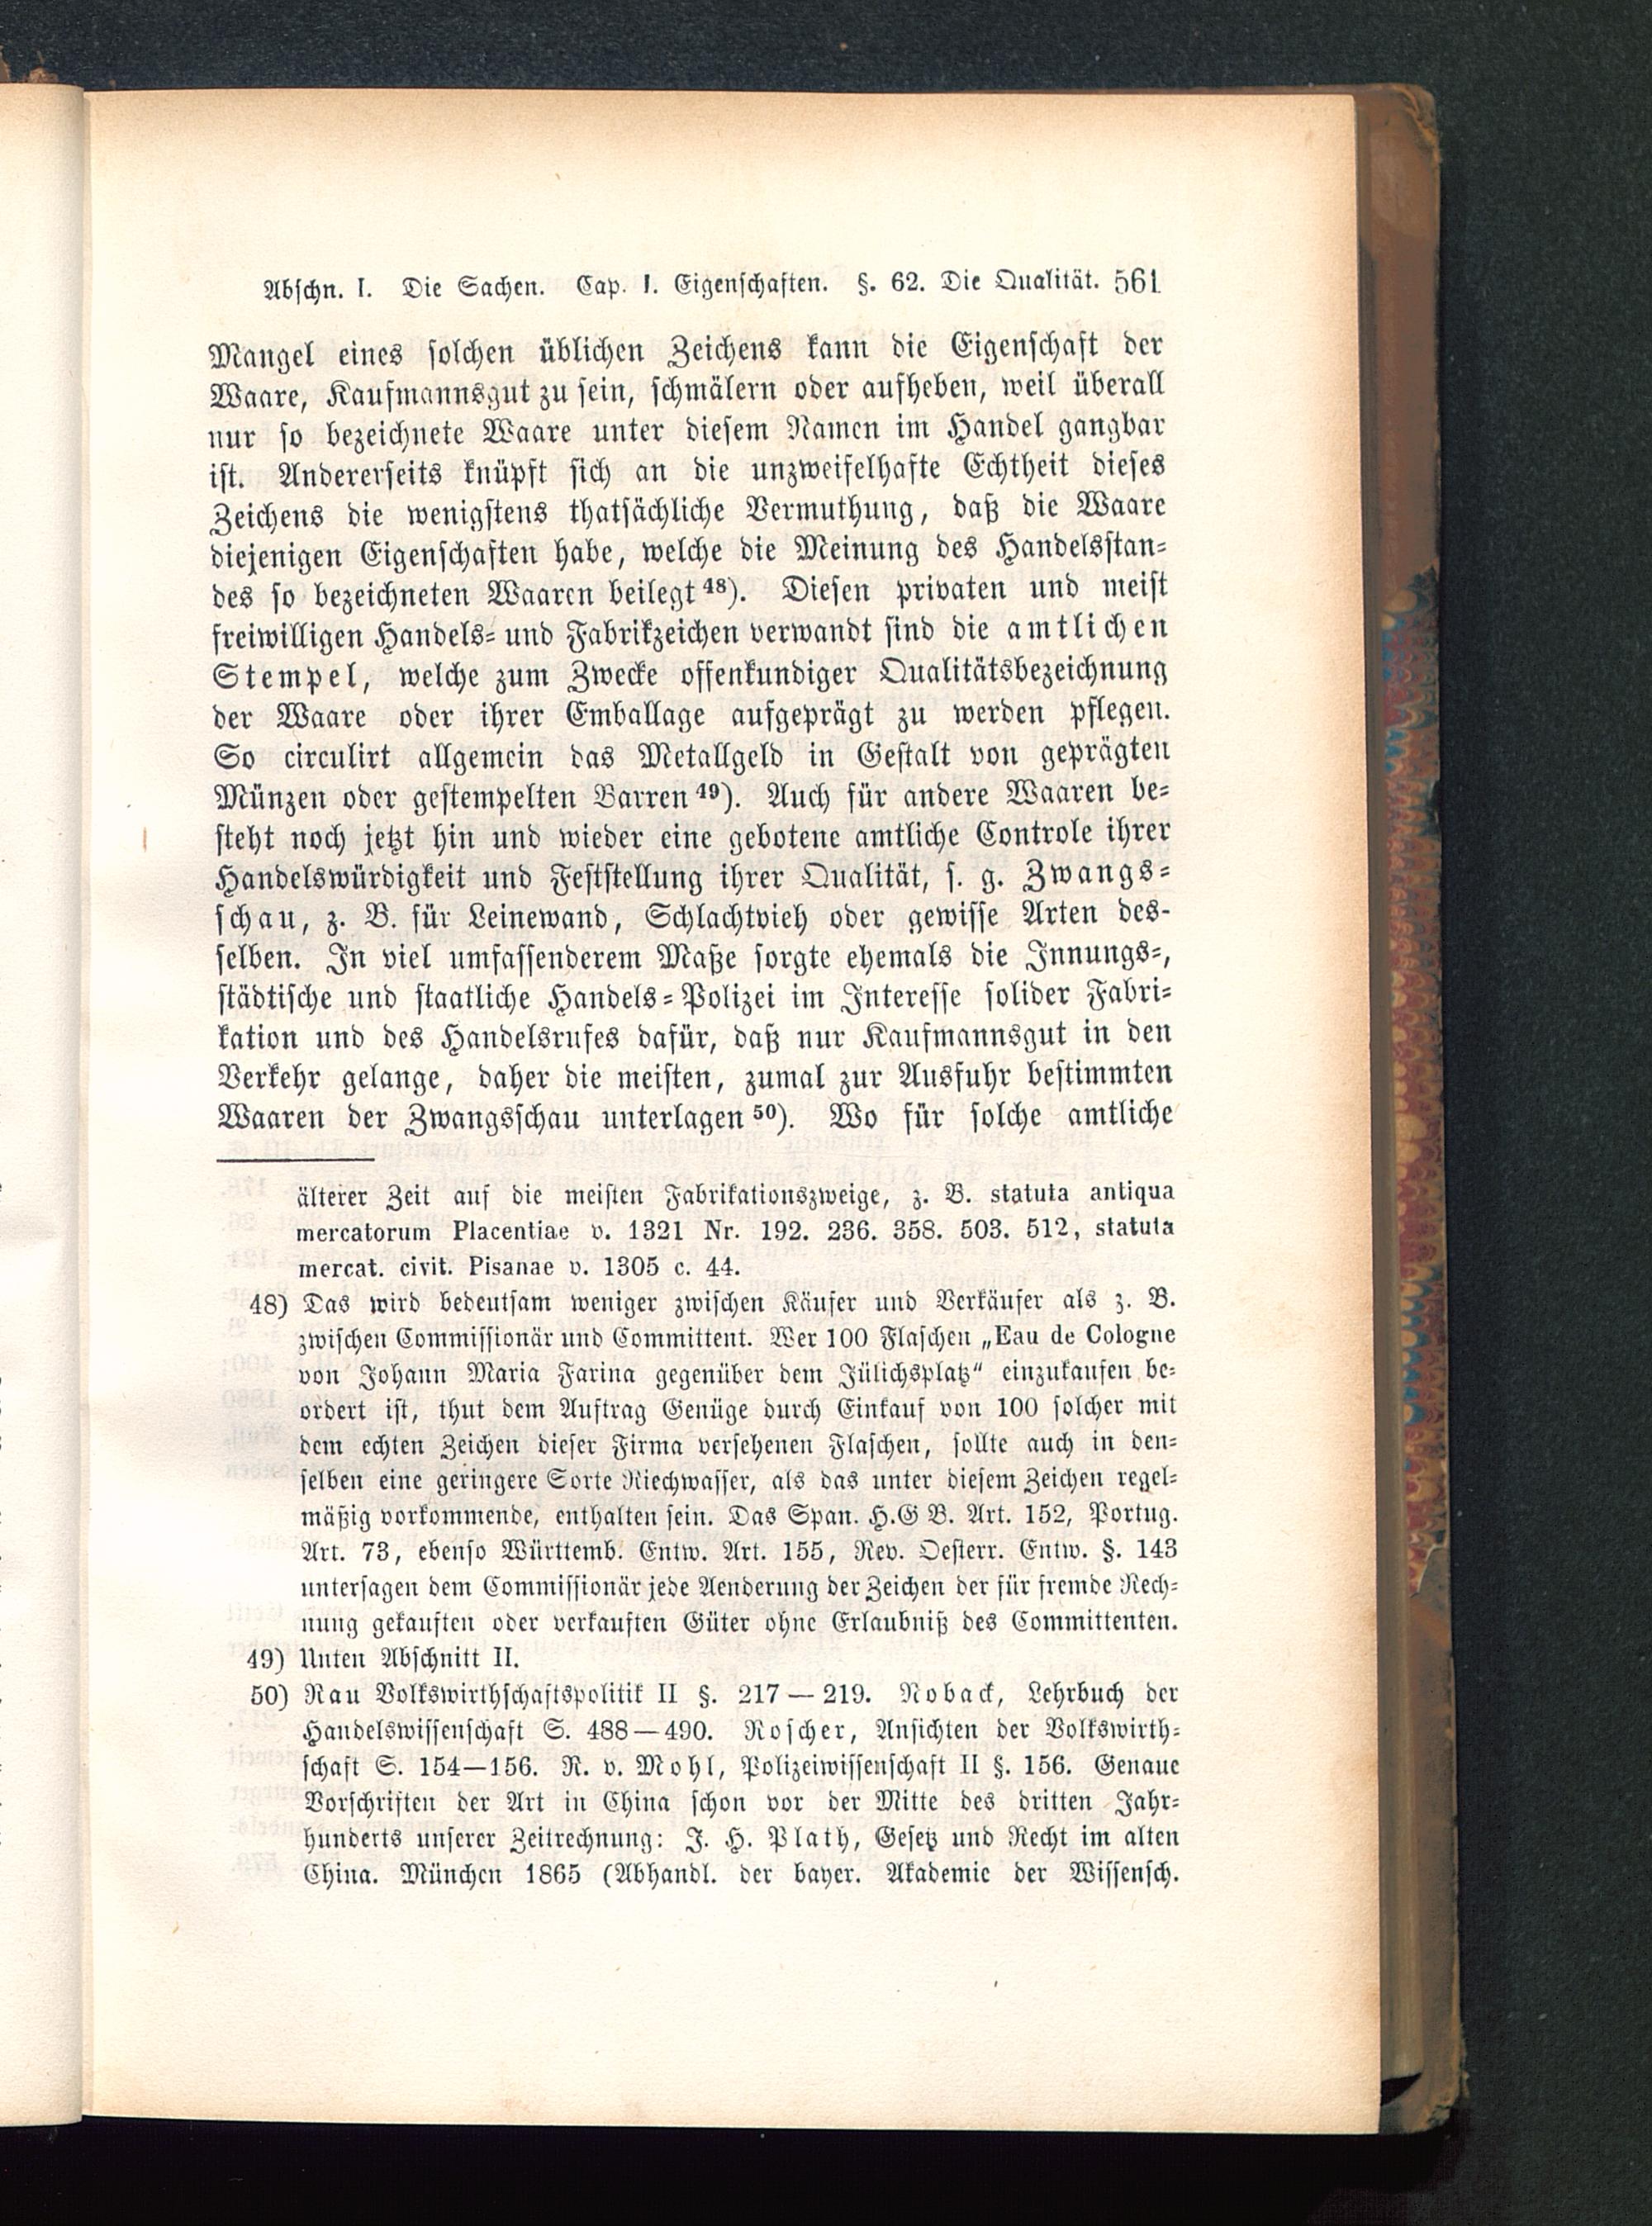 Abschn. I. Die Sachen. Cap. I. Eigenschaften. §. 62. Die Qualität. 561
Mangel eines solchen üblichen Zeichens kann die Eigenschaft der
Waare, Kaufmannsgut zu sein, schmälern oder aufheben, weil überall
nur so bezeichnete Waare unter diesem Namen im Handel gangbar
ist. Andererseits knüpft sich an die unzweifelhafte Echtheit dieses
Zeichens die wenigstens thatsächliche Vermuthung, daß die Waare
diejenigen Eigenschaften habe, welche die Meinung des Handelsstan-
des so bezeichneten Waaren beilegt 48). Diesen privaten und meist
freiwilligen Handels- und Fabrikzeichen verwandt sind die amtlichen
Stempel, welche zum Zwecke offenkundiger Qualitätsbezeichnung
der Waare oder ihrer Emballage aufgeprägt zu werden pflegen.
So circulirt allgemein das Metallgeld in Gestalt von geprägten
Münzen oder gestempelten Barren 49). Auch für andere Waaren be-
steht noch jetzt hin und wieder eine gebotene amtliche Controle ihrer
Handelswürdigkeit und Feststellung ihrer Qualität, s. g. Zwangs-
schau, z. B. für Leinewand, Schlachtvieh oder gewisse Arten des-
selben. In viel umfassenderem Maße sorgte ehemals die Innungs-,
städtische und staatliche Handels-Polizei im Interesse solider Fabri-
kation und des Handelsrufes dafür, daß nur Kaufmannsgut in den
Verkehr gelange, daher die meisten, zumal zur Ausfuhr bestimmten
Waaren der Zwangsschau unterlagen 50). Wo für solche amtliche
älterer Zeit auf die meisten Fabrikationszweige, z. B. statuta antiqua
mercatorum Placentiae v. 1321 Nr. 192. 236. 358. 503. 512, statuta
mercat. civit. Pisanae v. 1305 c. 44.
48) Das wird bedeutsam weniger zwischen Käufer und Verkäufer als z. B.
zwischen Commissionär und Committent. Wer 100 Flaschen „Eau de Cologne
von Johann Maria Farina gegenüber dem Jülichsplatz“ einzukaufen be-
ordert ist, thut dem Auftrag Genüge durch Einkauf von 100 solcher mit
dem echten Zeichen dieser Firma versehenen Flaschen, sollte auch in den-
selben eine geringere Sorte Riechwasser, als das unter diesem Zeichen regel-
mäßig vorkommende, enthalten sein. Das Span. H.G B. Art. 152, Portug.
Art. 73, ebenso Württemb. Entw. Art. 155, Rev. Oesterr. Entw. §. 143
untersagen dem Commissionär jede Aenderung der Zeichen der für fremde Rech-
nung gekauften oder verkauften Güter ohne Erlaubniß des Committenten.
49) Unten Abschnitt II.
50) Rau Volkswirthschaftspolitik II §. 217—219. Noback, Lehrbuch der
Handelswissenschaft S. 488—490. Roscher, Ansichten der Volkswirth-
schaft S. 154—156. R. v. Mohl, Polizeiwissenschaft II §. 156. Genaue
Vorschriften der Art in China schon vor der Mitte des dritten Jahr-
hunderts unserer Zeitrechnung: J. H. Plath, Gesetz und Recht im alten
China. München 1865 (Abhandl. der bayer. Akademie der Wissensch.